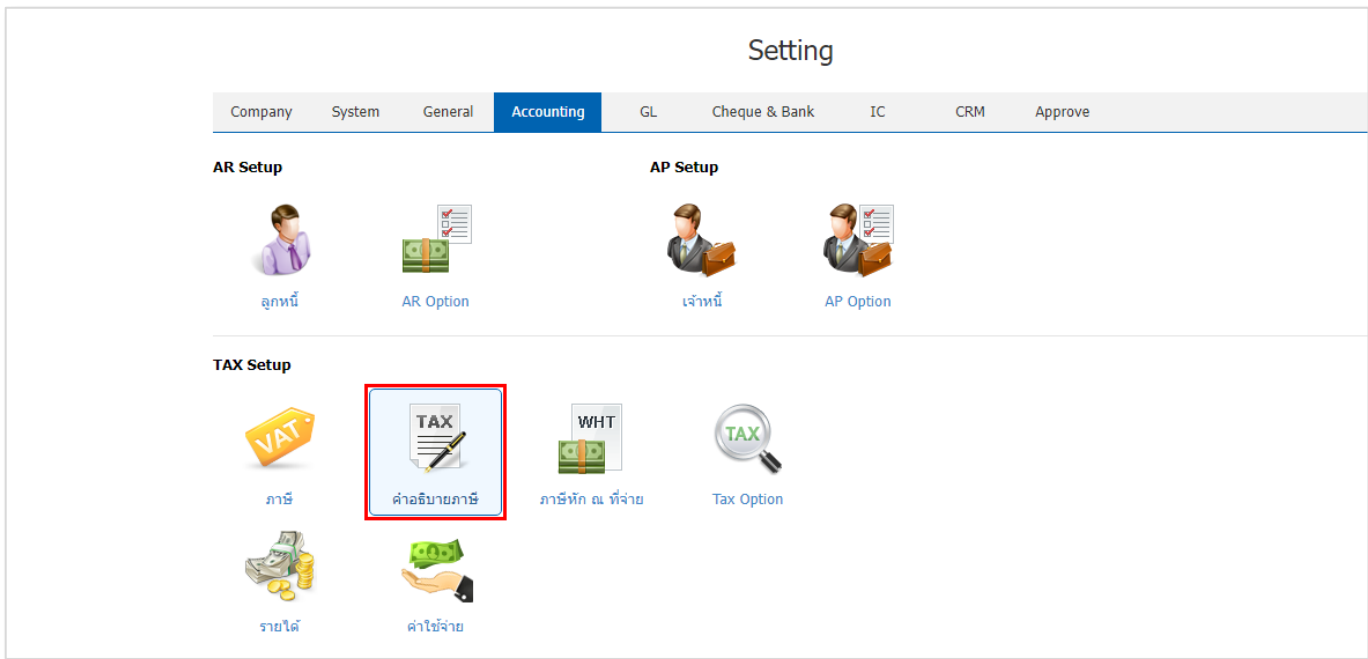 Setting
Company System General Accounting GL Cheque & Bank IC CRM Approve
AR Setup AP Setup
ลูกหนี้ AR Option เจ้าหนี้ AP Option
TAX Setup
VAT TAX WHT TAX
ภาษี คำอธิบายภาษี ภาษีหัก ณ ที่จ่าย Tax Option
รายได้ ค่าใช้จ่าย